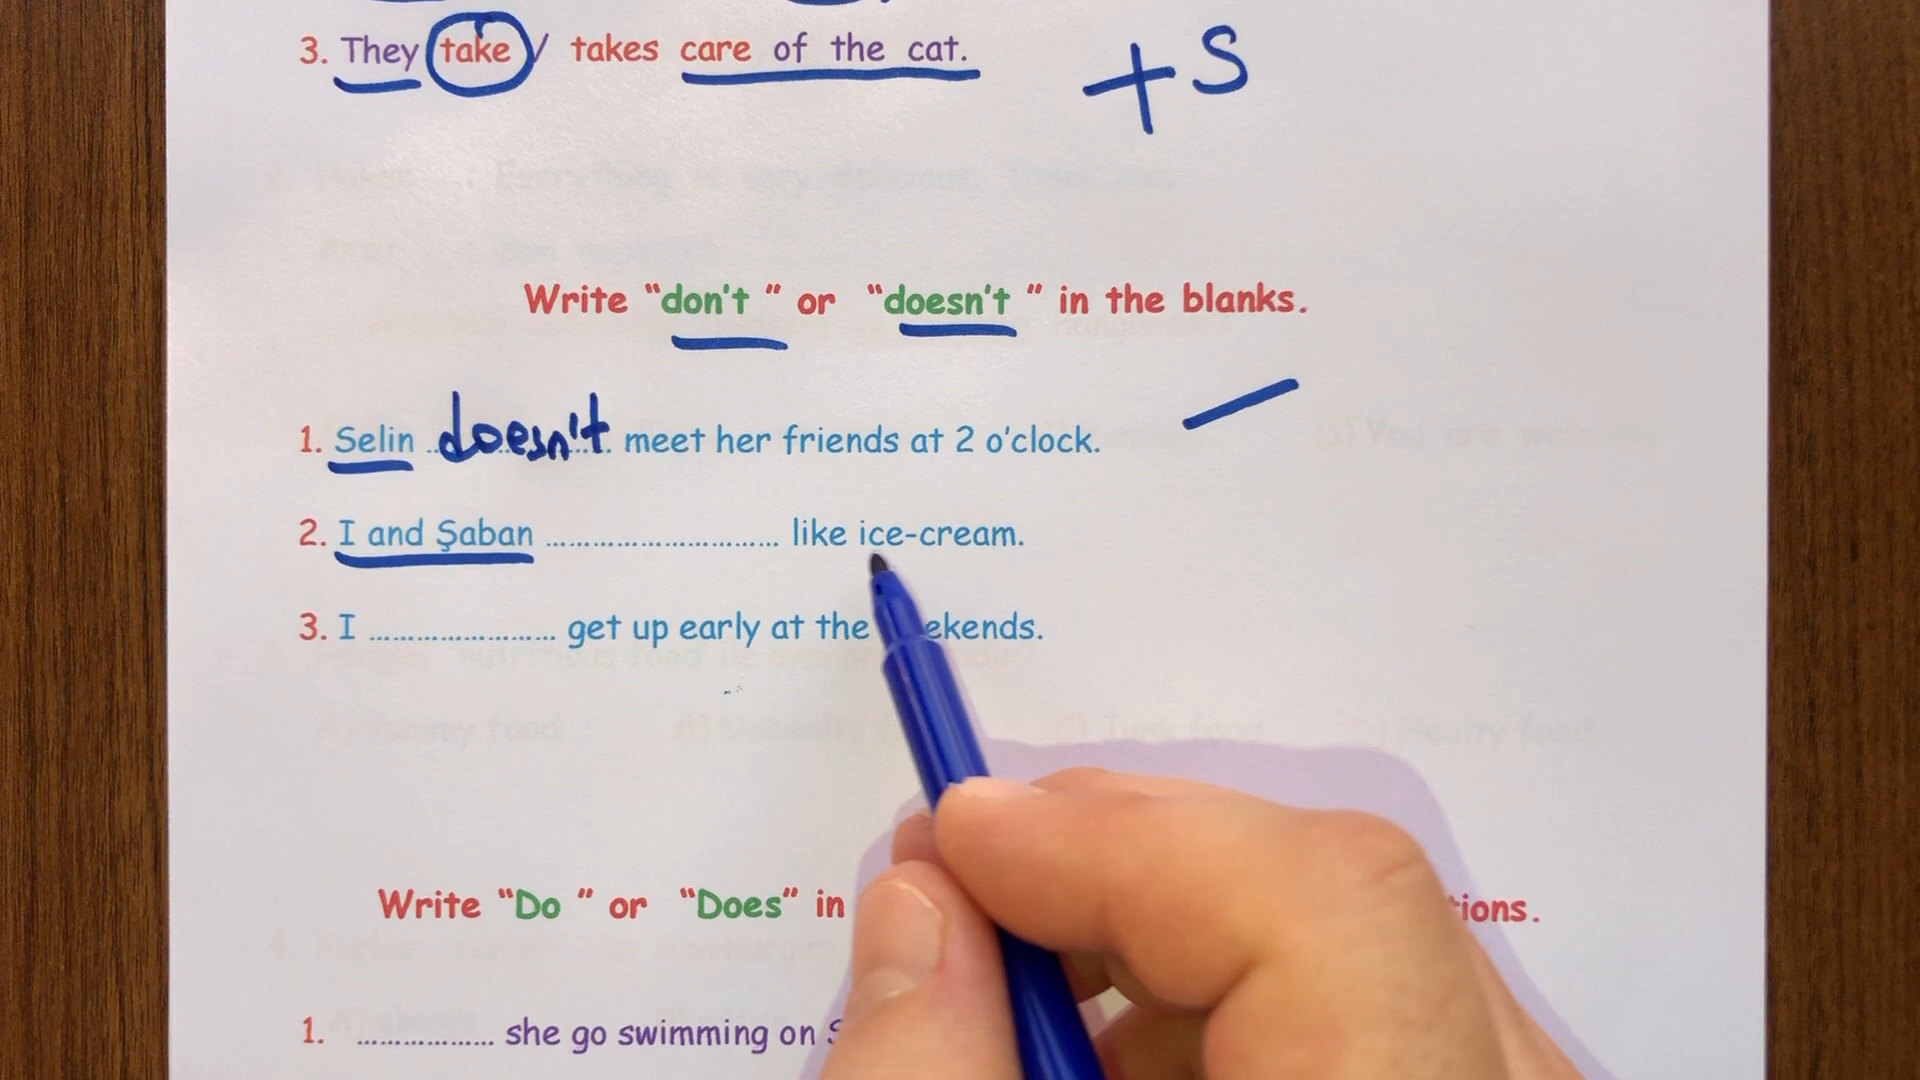 3. They take / takes care of the cat.
+ S
Write "don't " or "doesn't " in the blanks.
1. Selin doesn't meet her friends at 2 o'clock.
2. I and Şaban ............................ like ice-cream.
3. I ....................... get up early at the ekends.
Write "Do " or "Does" in tions.
1. ................. she go swimming on S